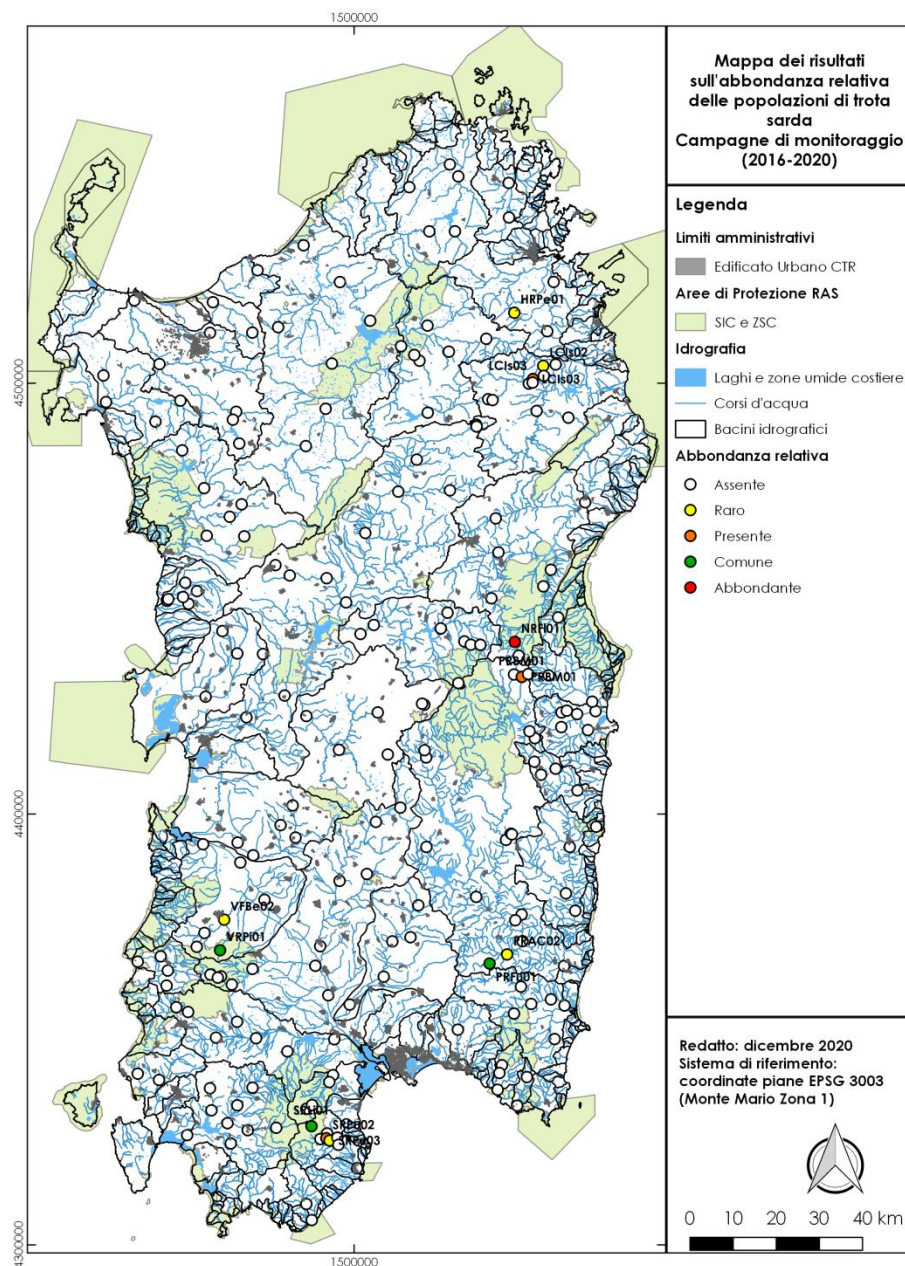 1500000
Mappa dei risultati
sull'abbondanza relativa
delle popolazioni di trota
sarda
Campagne di monitoraggio
(2016-2020)
Legenda
Limiti amministrativi
Edificato Urbano CTR
Aree di Protezione RAS
SIC e ZSC
Idrografia
Laghi e zone umide costiere
Corsi d'acqua
Bacini idrografici
Abbondanza relativa
Assente
Raro
Presente
Comune
Abbondante
HRPe01
LCIs02
LCIs03
LCIs03
4500000
4500000
NRFl01
PRBM01
PRBM01
4400000
4400000
VFBe02
VRPi01
PRAC02
Redatto: dicembre 2020
Sistema di riferimento:
coordinate piane EPSG 3003
(Monte Mario Zona 1)
0 10 20 30 40 km
4300000
4300000
1500000